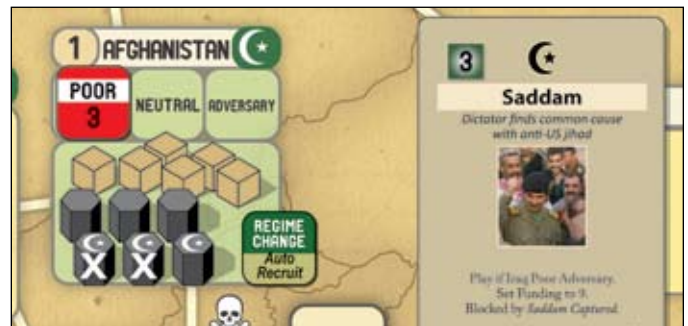 1 AFGHANISTAN
POOR
3
NEUTRAL
ADVERSARY
X X
REGIME
CHANGE
Auto
Recruit
3
Saddam
Dictator finds common cause
with anti-US jihad
Play if Iraq Poor Adversary.
Set Funding to 9.
Blocked by Saddam Captured.